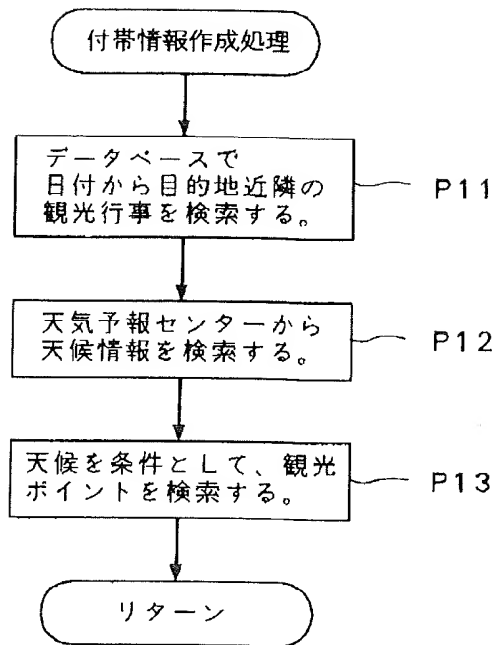 付帯情報作成処理
データベースで
日付から目的地近隣の
観光行事を検索する。
P11
天気予報センターから
天候情報を検索する。
P12
天候を条件として、観光
ポイントを検索する。
P13
リターン